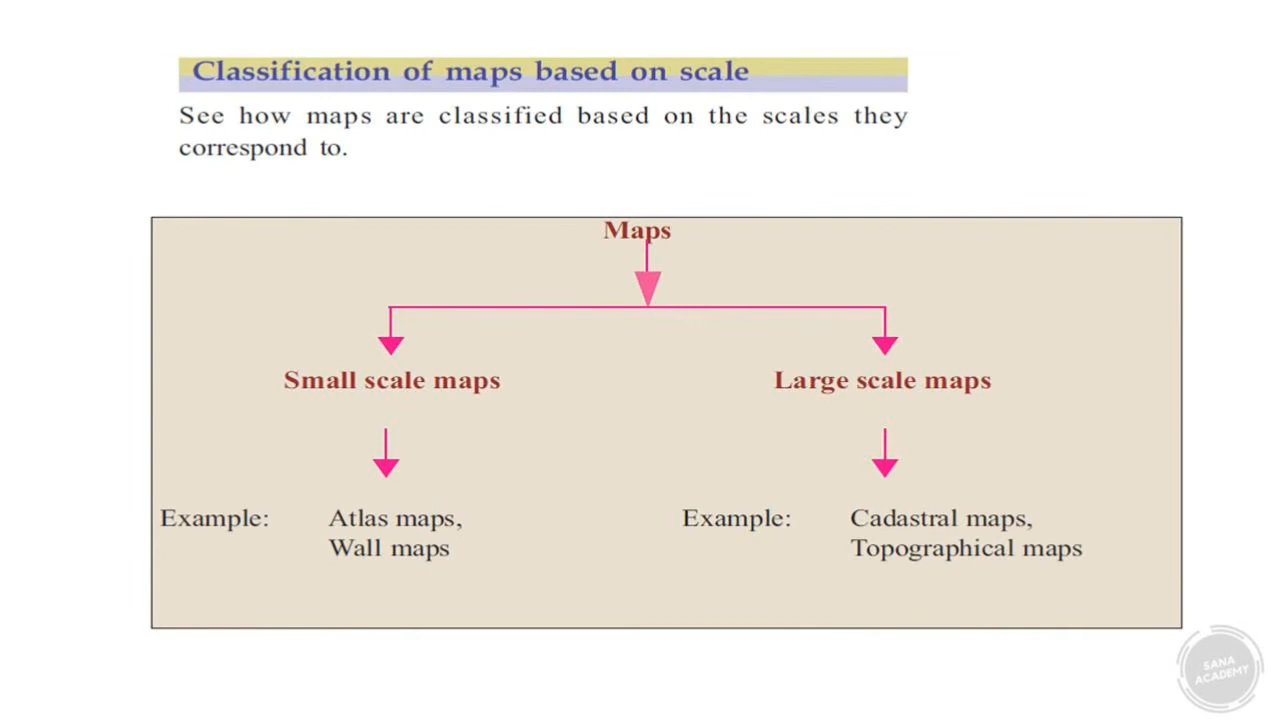 Classification of maps based on scale
See how maps are classified based on the scales they
correspond to.
Maps
Small scale maps
Large scale maps
Example: Atlas maps,
Wall maps
Example: Cadastral maps,
Topographical maps
SANA
ACADEMY